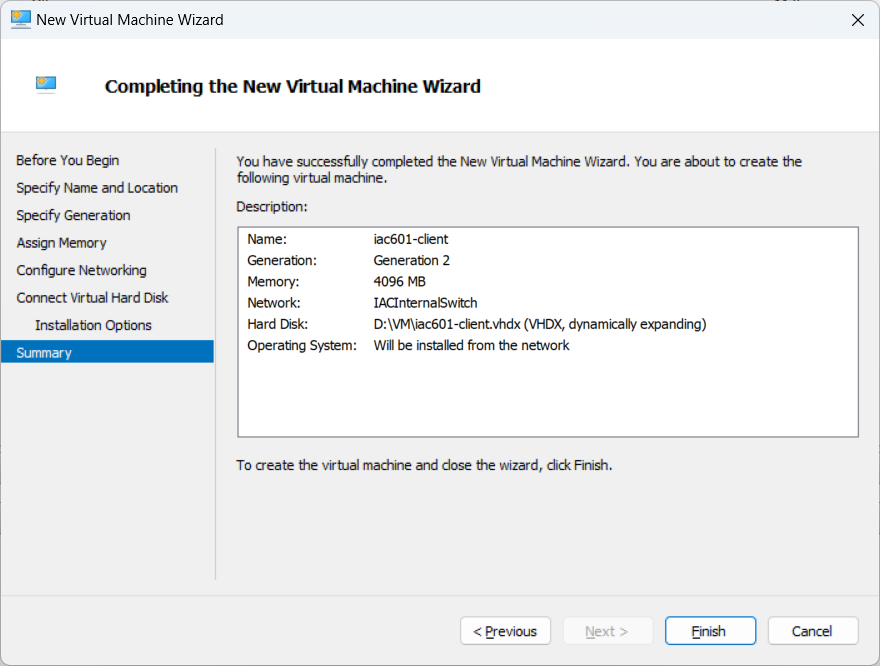 New Virtual Machine Wizard
Completing the New Virtual Machine Wizard
Before You Begin
Specify Name and Location
Specify Generation
Assign Memory
Configure Networking
Connect Virtual Hard Disk
Installation Options
Summary
You have successfully completed the New Virtual Machine Wizard. You are about to create the
following virtual machine.
Description:
Name: iac601-client
Generation: Generation 2
Memory: 4096 MB
Network: IACInternalSwitch
Hard Disk: D:\VM\iac601-client.vhdx (VHDX, dynamically expanding)
Operating System: Will be installed from the network
To create the virtual machine and close the wizard, click Finish.
< Previous Next > Finish Cancel